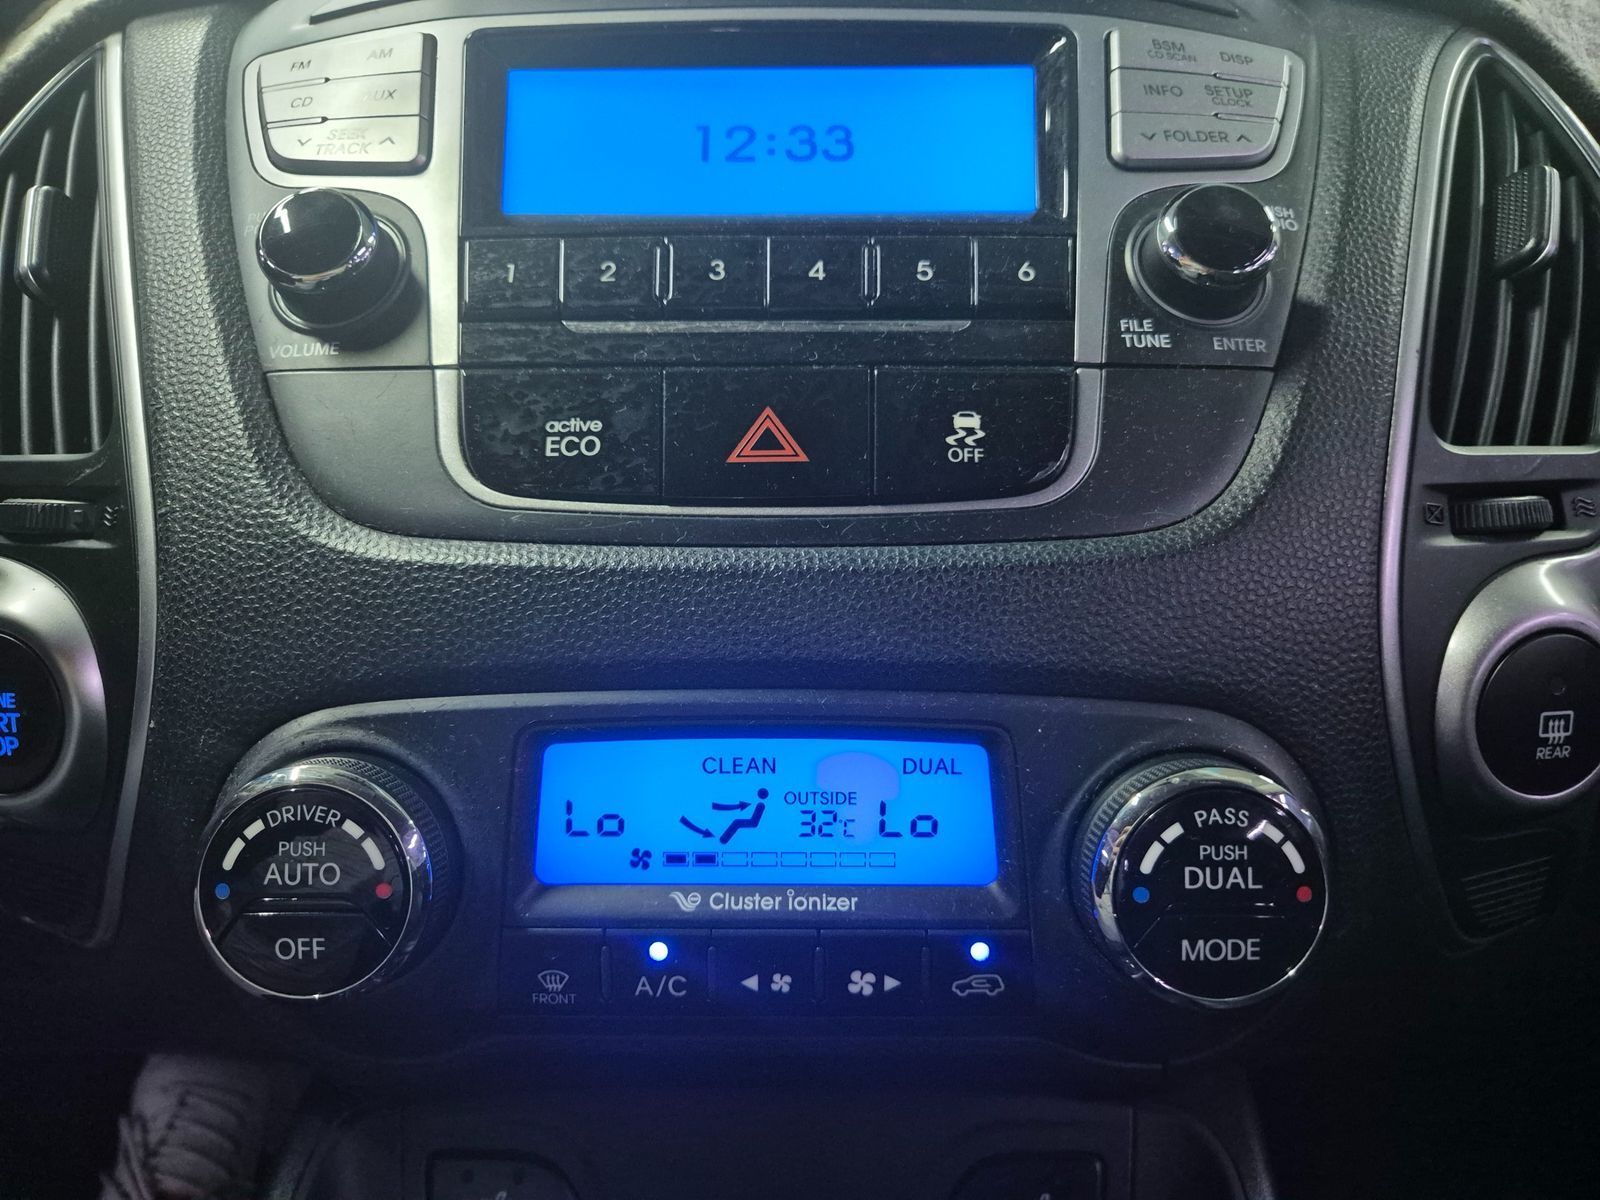 FM AM
CD AUX
SEEK
TRACK
BSM DISP
CD SCAN
INFO SETUP
CLOCK
FOLDER
12:33
1 2 3 4 5 6
VOLUME
FILE
TUNE
ENTER
active
ECO
OFF
REAR
CLEAN DUAL
OUTSIDE
Lo 32°C Lo
Cluster ionizer
DRIVER
PUSH
AUTO
OFF
FRONT
A/C
PASS
PUSH
DUAL
MODE